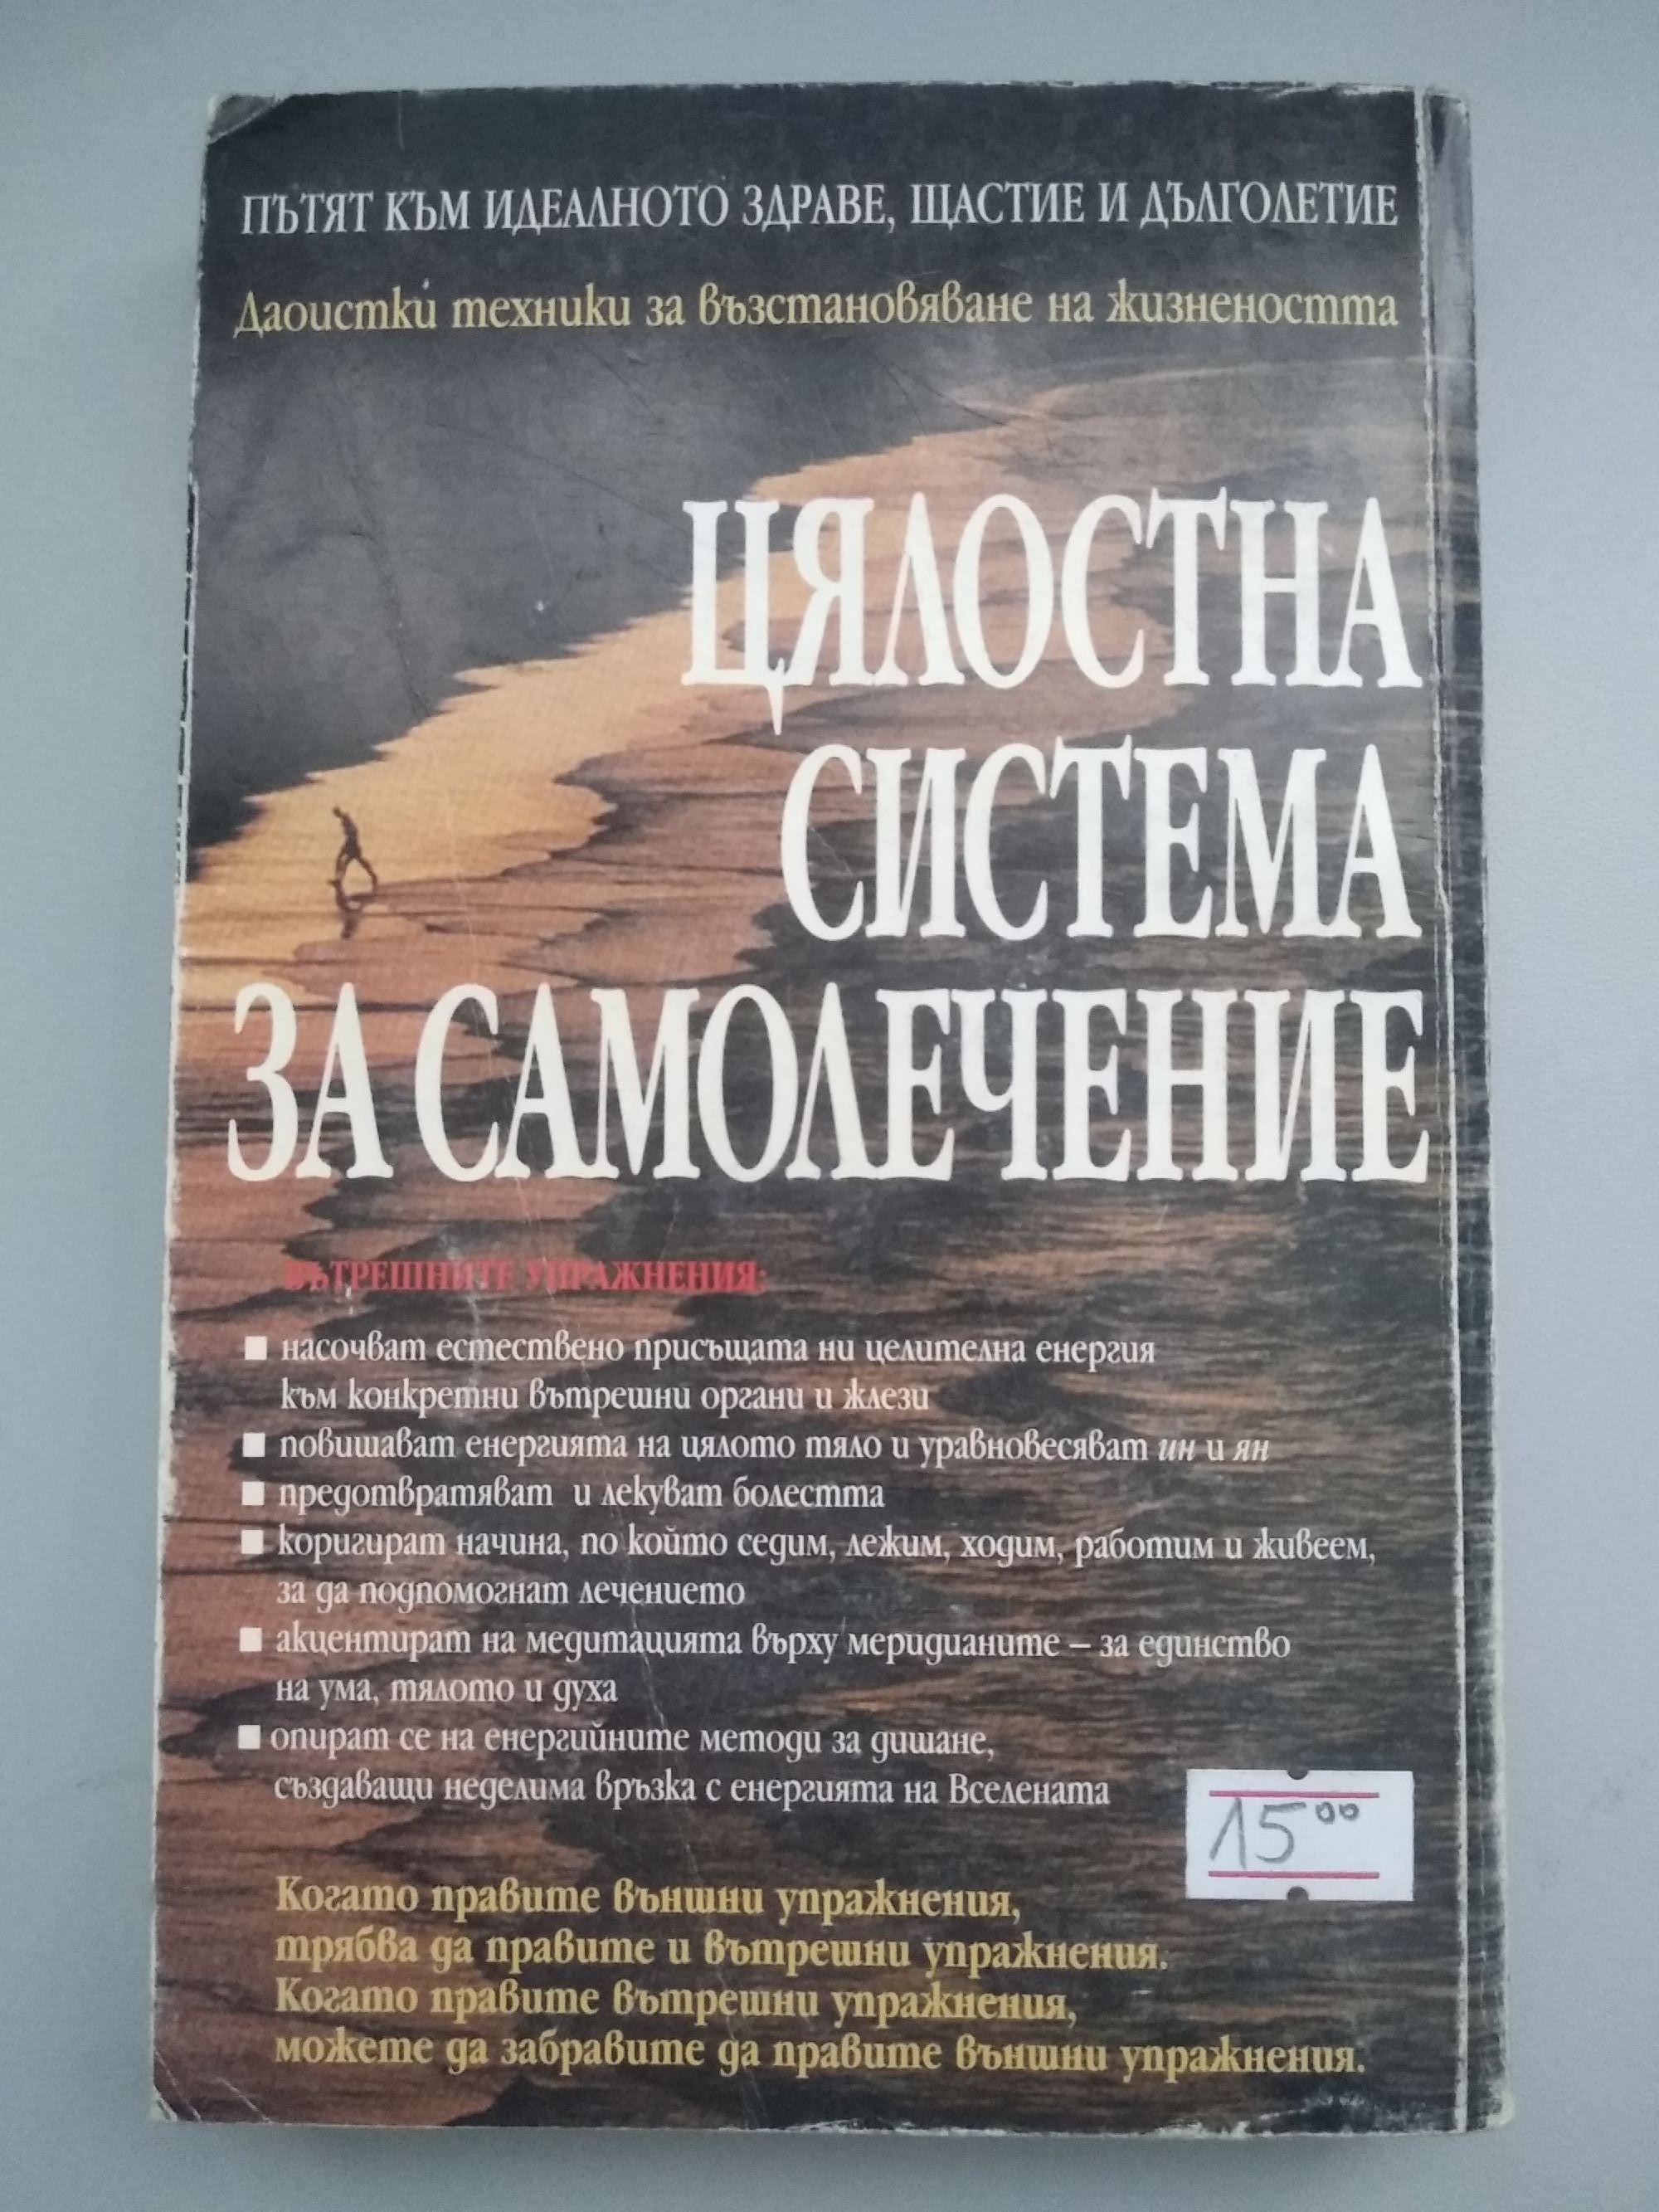 ПЪТЯТ КЪМ ИДЕАЛНОТО ЗДРАВЕ, ЩАСТИЕ И ДЪЛГОЛЕТИЕ
Даоистки техники за възстановяване на жизнеността
ЦЯЛОСТНА
СИСТЕМА
ЗА САМОЛЕЧЕНИЕ
ВЪТРЕШНИТЕ УПРАЖНЕНИЯ:
■ насочват естествено присъщата ни целителна енергия
към конкретни вътрешни органи и жлези
■ повишават енергията на цялото тяло и уравновесяват ин и ян
■ предотвратяват и лекуват болестта
■ коригират начина, по който седим, лежим, ходим, работим и живеем,
за да подпомогнат лечението
■ акцентират на медитацията върху меридианите – за единство
на ума, тялото и духа
■ опират се на енергийните методи за дишане,
създаващи неделима връзка с енергията на Вселената
15⁰⁰
Когато правите външни упражнения,
трябва да правите и вътрешни упражнения.
Когато правите вътрешни упражнения,
можете да забравите да правите външни упражнения.